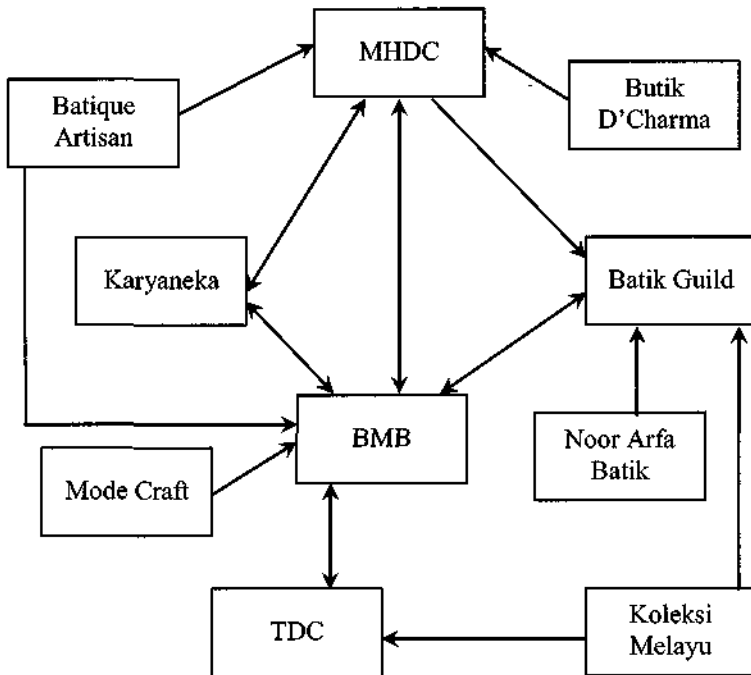 MHDC
Batique
Artisan
Butik
D'Charma
Karyaneka
Batik Guild
BMB
Noor Arfa
Batik
Mode Craft
TDC
Koleksi
Melayu